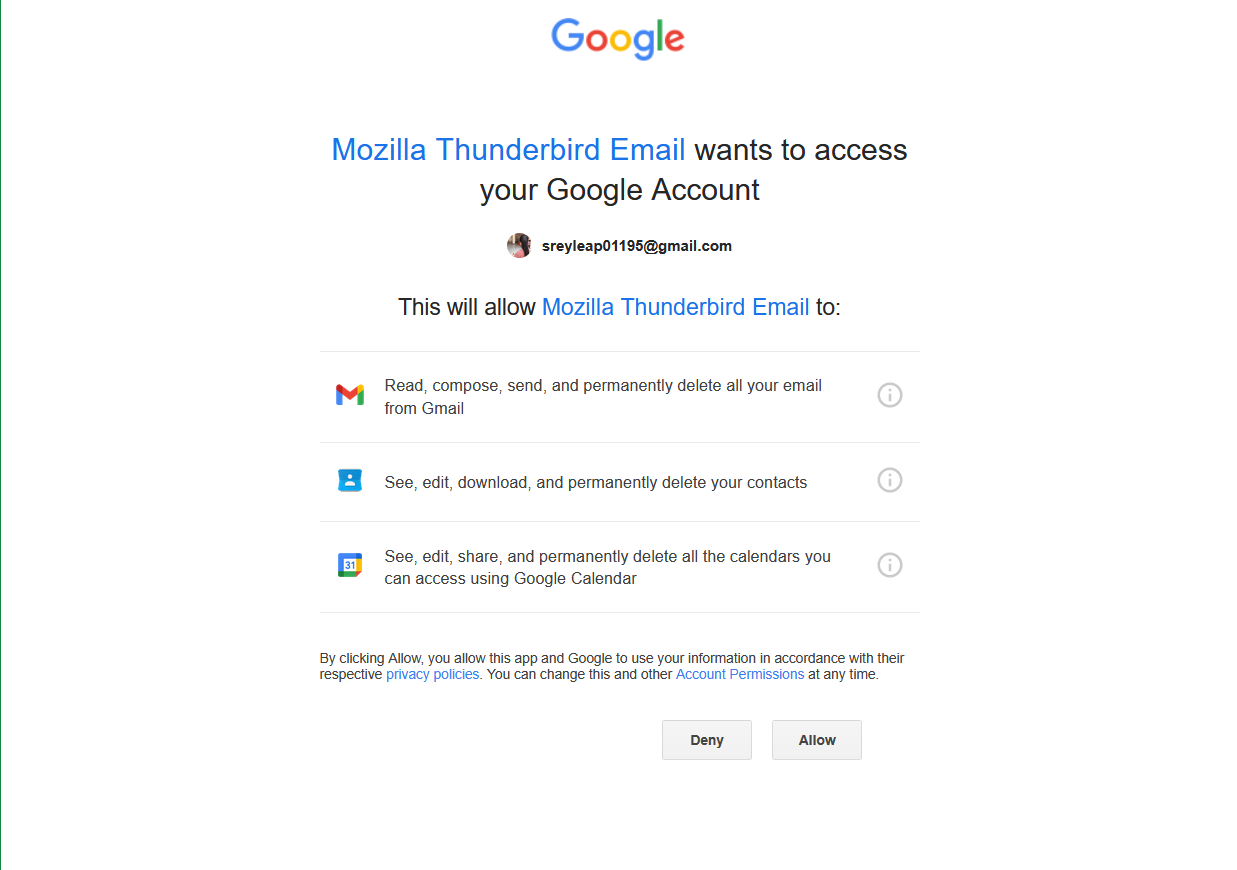 Google
Mozilla Thunderbird Email wants to access
your Google Account
sreyleap01195@gmail.com
This will allow Mozilla Thunderbird Email to:
Read, compose, send, and permanently delete all your email
from Gmail
See, edit, download, and permanently delete your contacts
31
See, edit, share, and permanently delete all the calendars you
can access using Google Calendar
By clicking Allow, you allow this app and Google to use your information in accordance with their
respective privacy policies. You can change this and other Account Permissions at any time.
Deny Allow